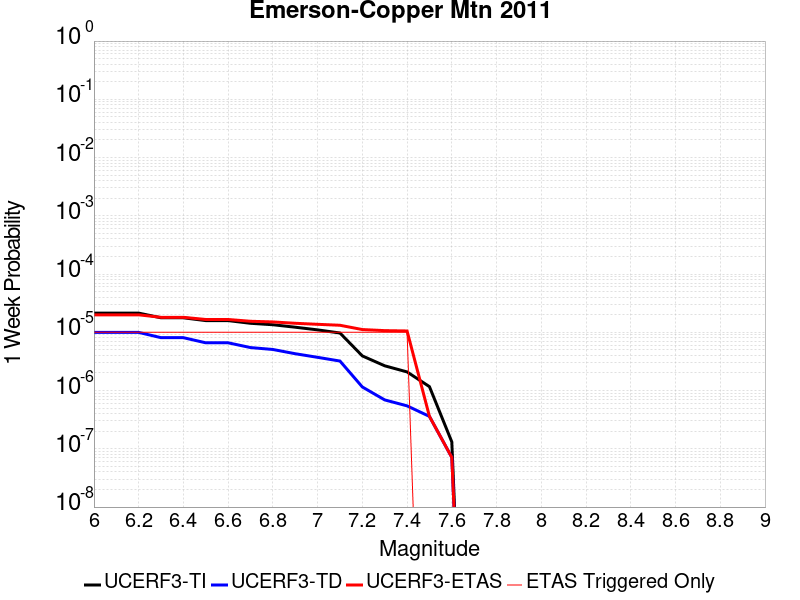 Emerson-Copper Mtn 2011
10^0
10^-1
10^-2
10^-3
10^-4
10^-5
10^-6
10^-7
10^-8
1 Week Probability
6 6.2 6.4 6.6 6.8 7 7.2 7.4 7.6 7.8 8 8.2 8.4 8.6 8.8 9
Magnitude
UCERF3-TI UCERF3-TD UCERF3-ETAS ETAS Triggered Only